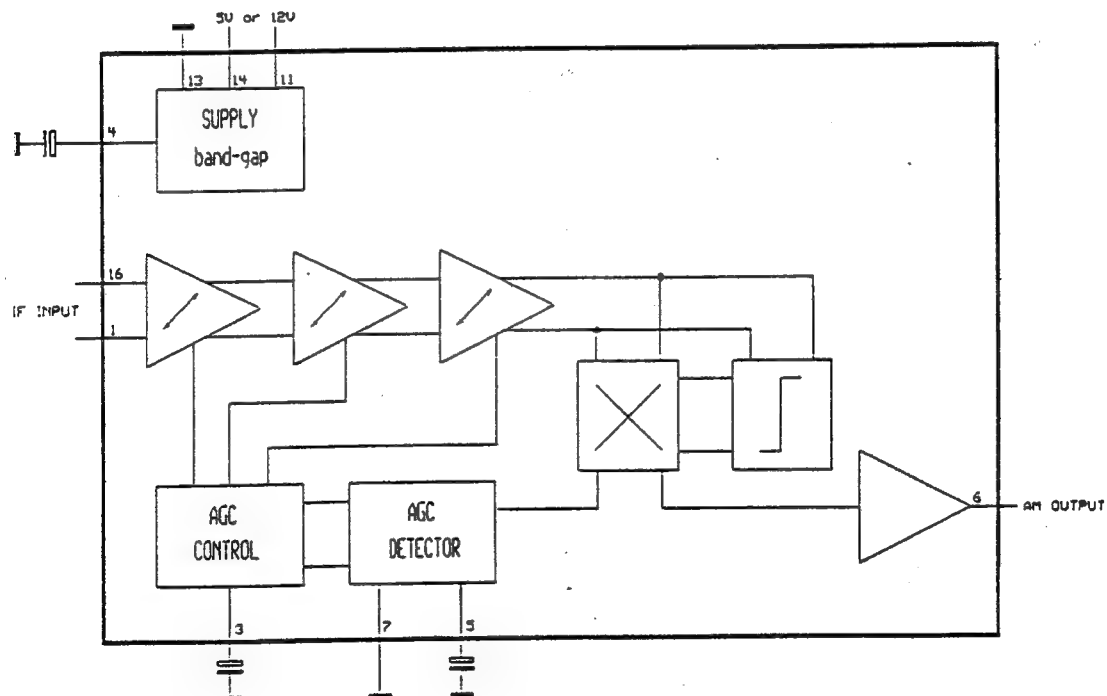 5V or 12V
13 14 11
SUPPLY
band-gap
4
16
IF INPUT
1
AGC
CONTROL
AGC
DETECTOR
6
AM OUTPUT
3
7
5